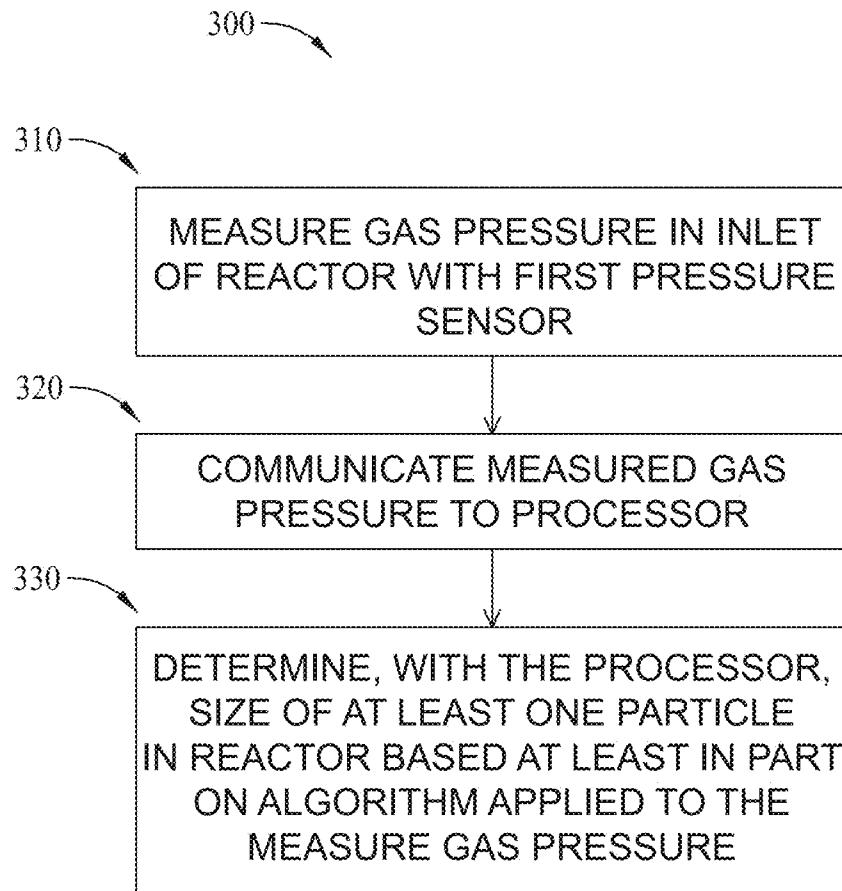 300
310
MEASURE GAS PRESSURE IN INLET
OF REACTOR WITH FIRST PRESSURE
SENSOR
320
COMMUNICATE MEASURED GAS
PRESSURE TO PROCESSOR
330
DETERMINE, WITH THE PROCESSOR,
SIZE OF AT LEAST ONE PARTICLE
IN REACTOR BASED AT LEAST IN PART
ON ALGORITHM APPLIED TO THE
MEASURE GAS PRESSURE